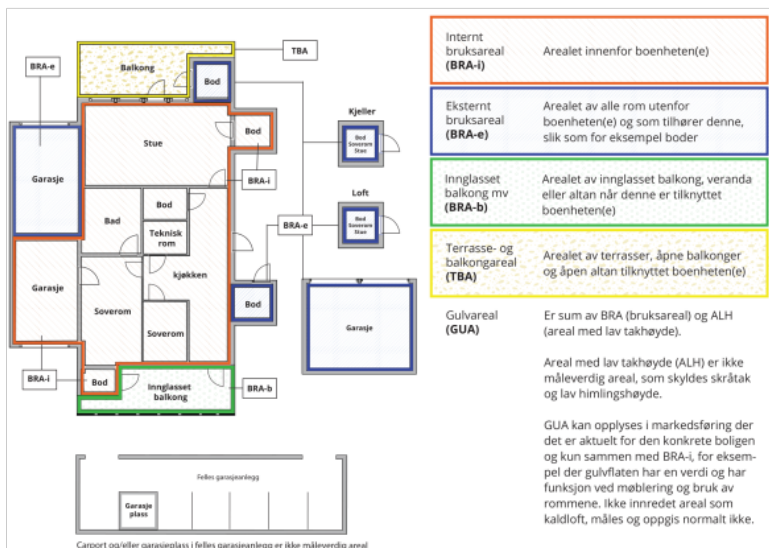 BRA-e
TBA
Balkong
Bod
Stue
Bod
Garasje
BRA-i
Bod
Bad
Teknisk
rom
kjøkken
Garasje
Soverom
Soverom
Bod
BRA-i
Bod
Innglasset
balkong
BRA-b
Kjeller
Bod
Soverom
Stue
Loft
BRA-e
Bod
Soverom
Stue
Garasje
Felles garasjeanlegg
Garasje
plass
Carport og/eller garasjeplass i felles garasjeanlegg er ikke måleverdig areal
Internt
bruksareal
(BRA-i)
Arealet innenfor boenheten(e)
Eksternt
bruksareal
(BRA-e)
Arealet av alle rom utenfor
boenheten(e) og som tilhører denne,
slik som for eksempel boder
Innglasset
balkong mv
(BRA-b)
Arealet av innglasset balkong, veranda
eller altan når denne er tilknyttet
boenheten(e)
Terrasse- og
balkongareal
(TBA)
Arealet av terrasser, åpne balkonger
og åpen altan tilknyttet boenheten(e)
Gulvareal
(GUA)
Er sum av BRA (bruksareal) og ALH
(areal med lav takhøyde).
Areal med lav takhøyde (ALH) er ikke
måleverdig areal, som skyldes skråtak
og lav himlingshøyde.
GUA kan opplyses i markedsføring der
det er aktuelt for den konkrete boligen
og kun sammen med BRA-i, for eksem-
pel der gulvflaten har en verdi og har
funksjon ved møblering og bruk av
rommene. Ikke innredet areal som
kaldloft, måles og oppgis normalt ikke.